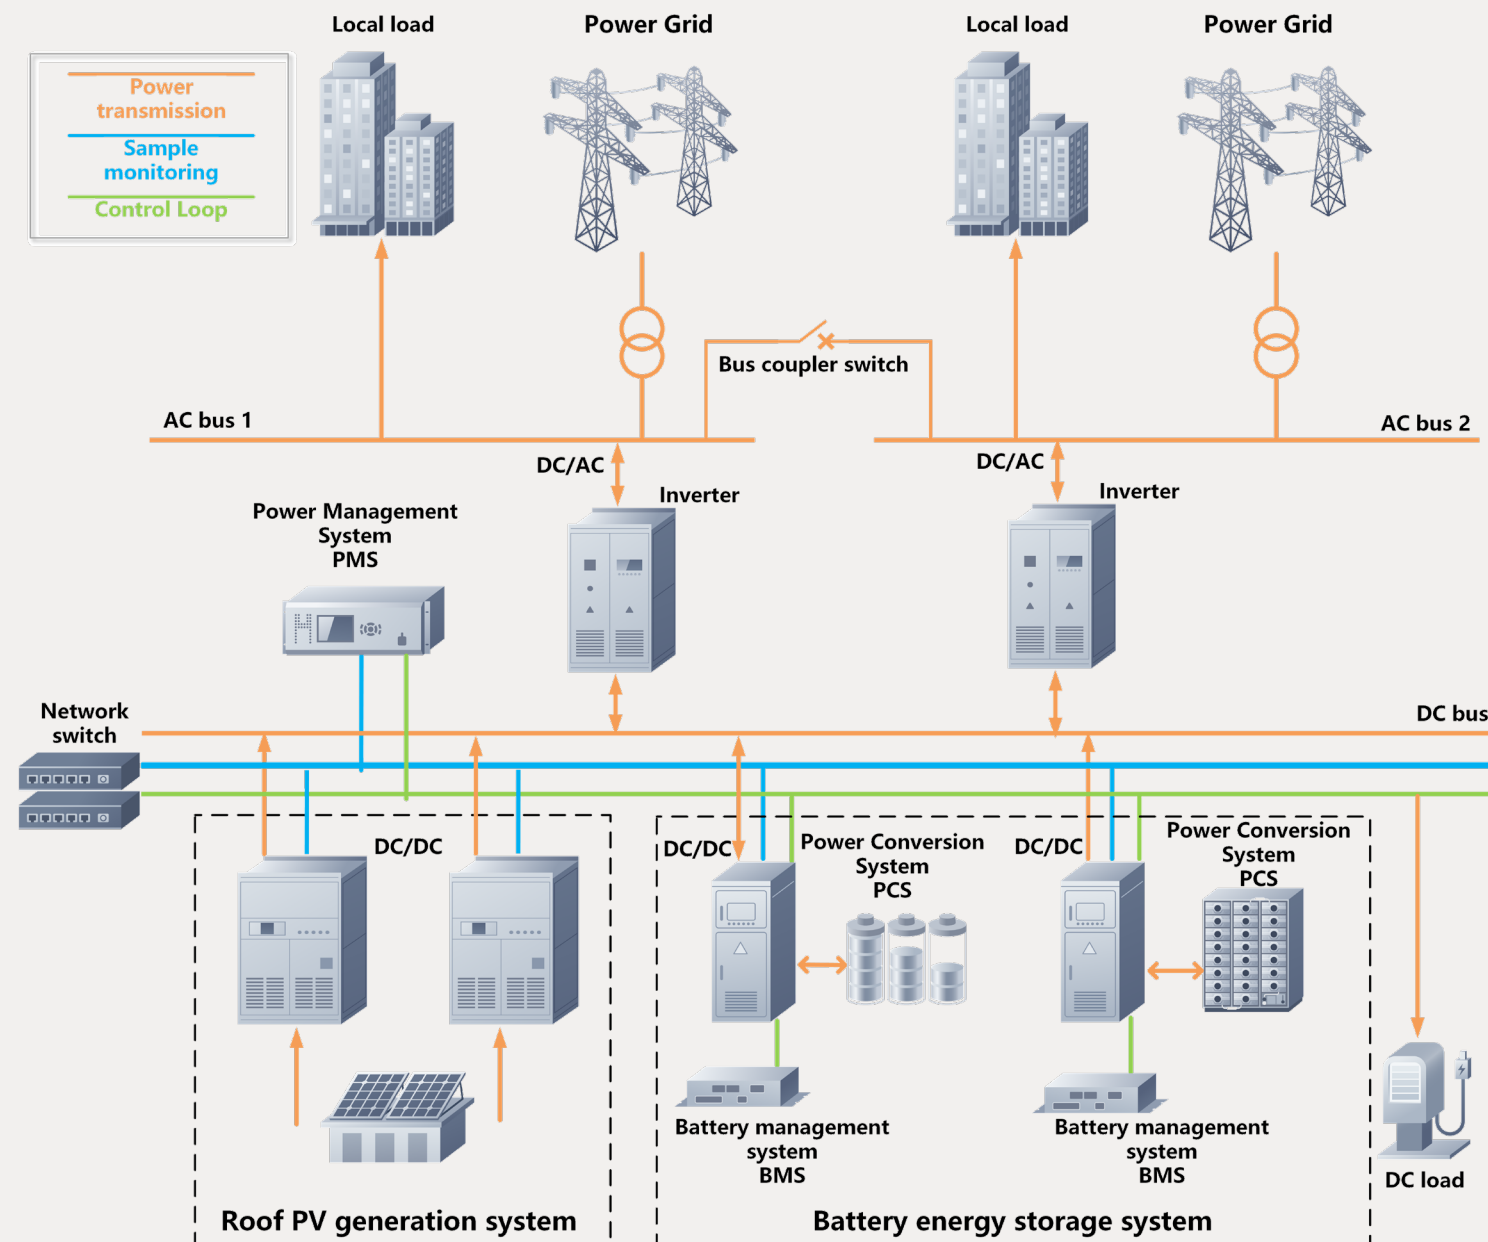 Local load
Power Grid
Local load
Power Grid
Power
transmission
Sample
monitoring
Control Loop
Bus coupler switch
AC bus 1
AC bus 2
DC/AC
DC/AC
Inverter
Inverter
Power Management
System
PMS
Network
switch
DC bus
DC/DC
DC/DC
Power Conversion
System
PCS
DC/DC
Power Conversion
System
PCS
Battery management
system
BMS
Battery management
system
BMS
DC load
Roof PV generation system
Battery energy storage system